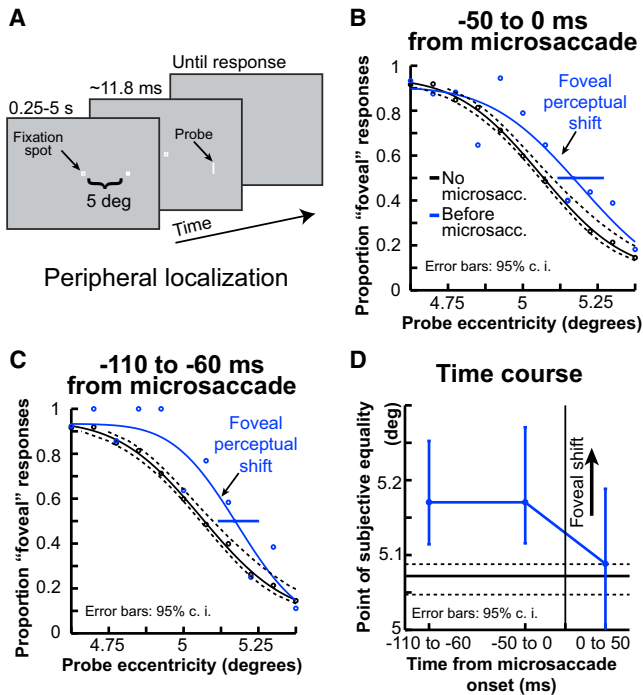 A
0.25-5 s
~11.8 ms
Until response
Fixation
spot
Probe
5 deg
Time
Peripheral localization
B
-50 to 0 ms
from microsaccade
Proportion “foveal” responses
1
0.8
0.6
0.4
0.2
0
Foveal
perceptual
shift
No
microsacc.
Before
microsacc.
Error bars: 95% c. i.
4.75
5
5.25
Probe eccentricity (degrees)
C
-110 to -60 ms
from microsaccade
Proportion “foveal” responses
1
0.8
0.6
0.4
0.2
0
Foveal
perceptual
shift
Error bars: 95% c. i.
4.75
5
5.25
Probe eccentricity (degrees)
D
Time course
Point of subjective equality
(deg)
5.2
5.1
5
Foveal shift
Error bars: 95% c. i.
-110 to -60
-50 to 0
0 to 50
Time from microsaccade
onset (ms)